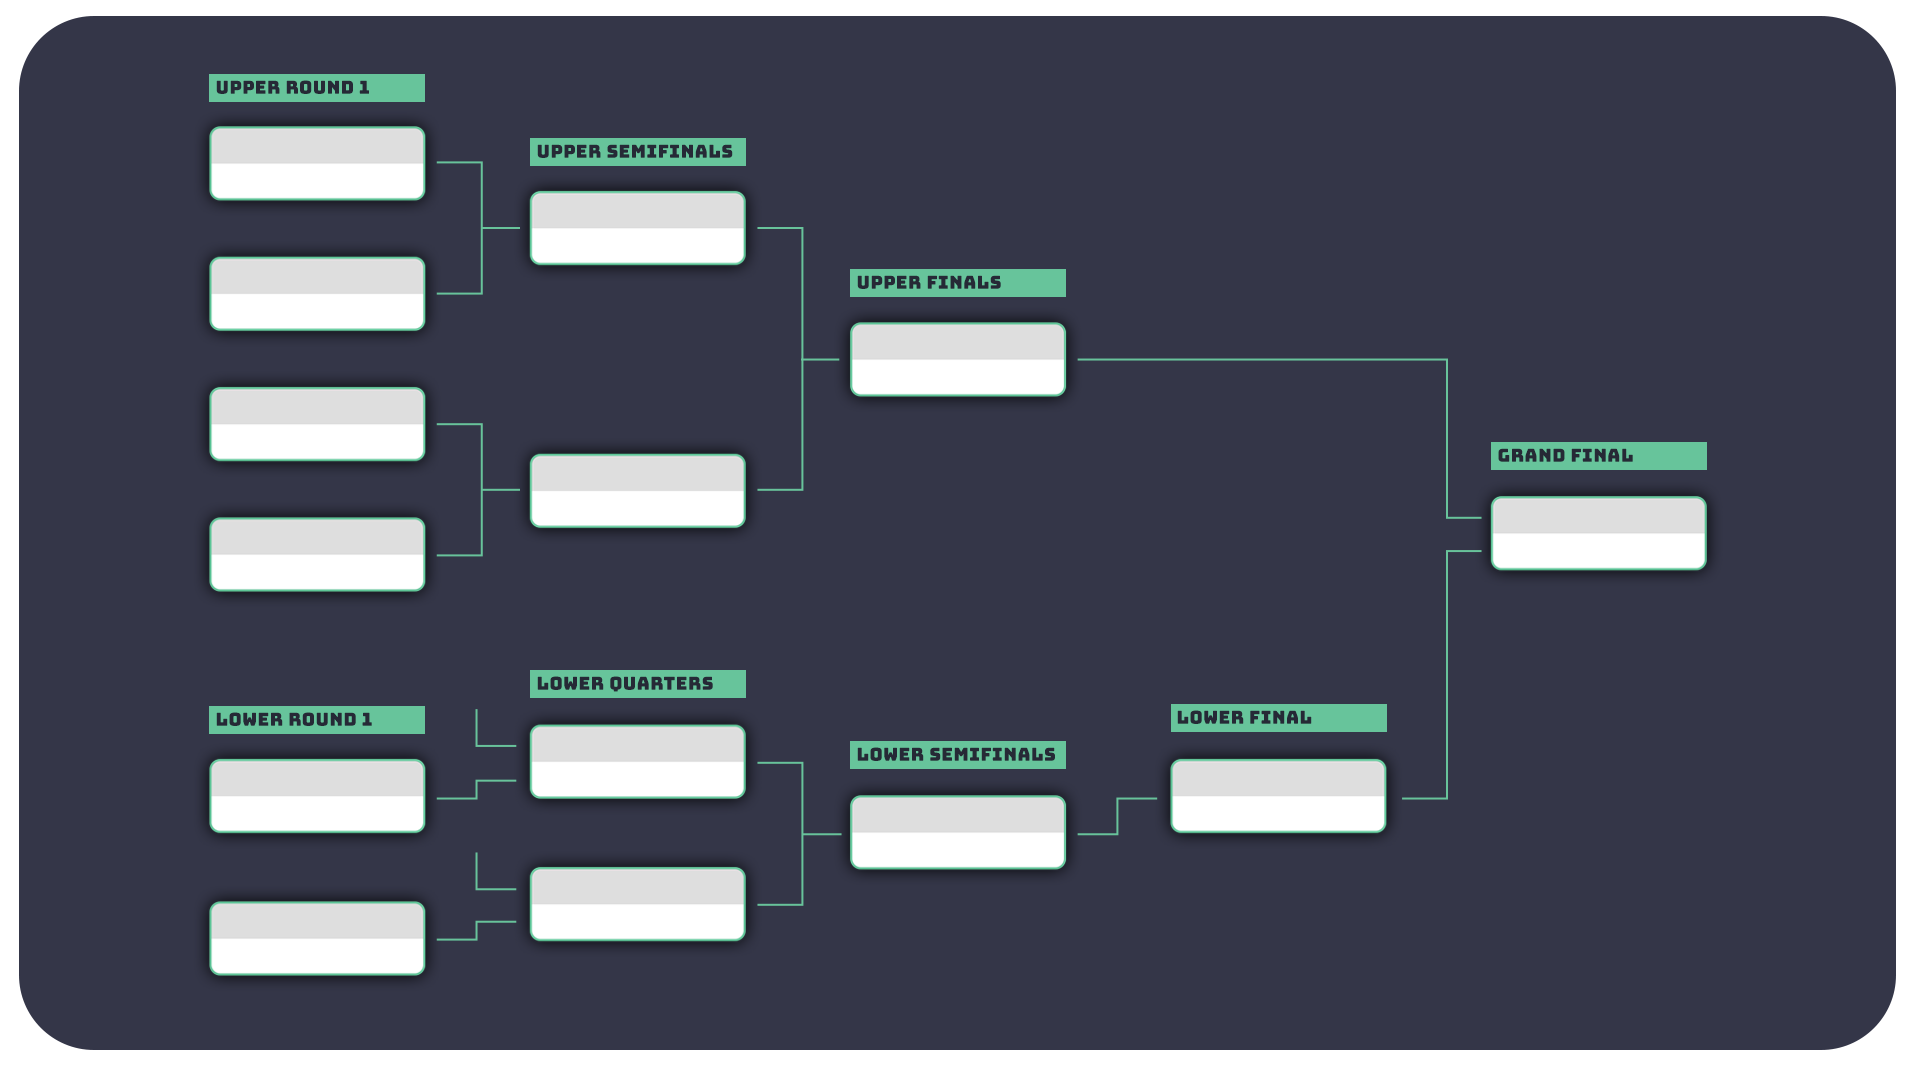 UPPER ROUND 1
UPPER SEMIFINALS
UPPER FINALS
GRAND FINAL
LOWER QUARTERS
LOWER ROUND 1
LOWER FINAL
LOWER SEMIFINALS